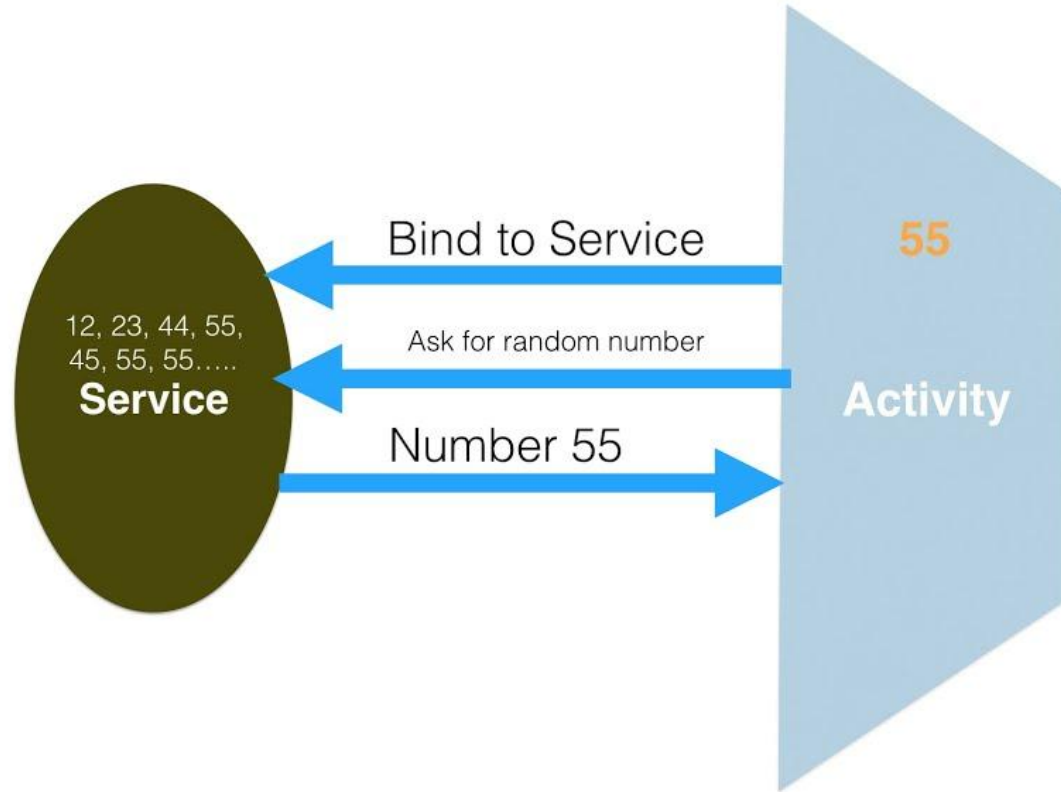 Bind to Service
55
12, 23, 44, 55,
45, 55, 55.....
Service
Ask for random number
Activity
Number 55